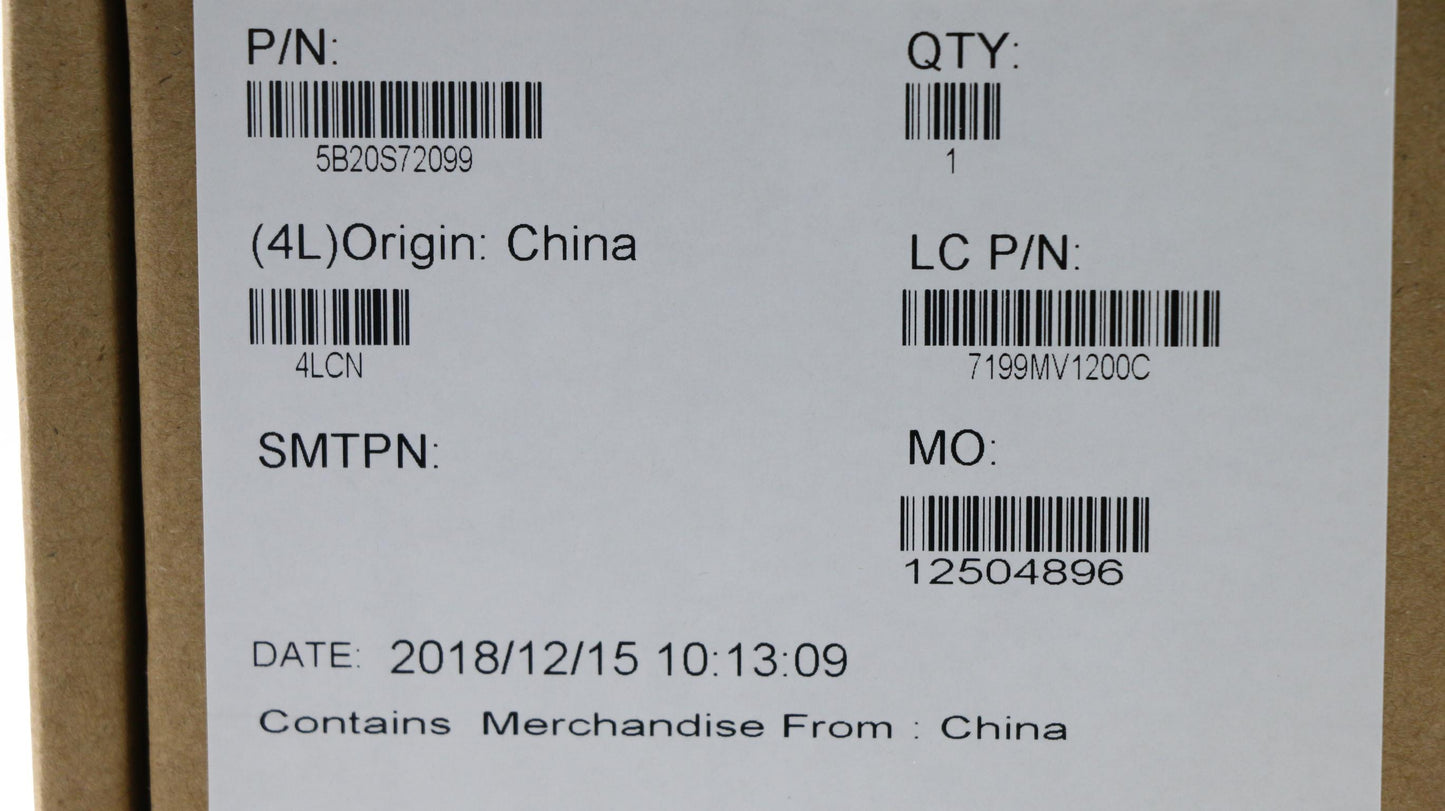 P/N:
5B20S72099
QTY:
1
(4L)Origin: China
4LCN
LC P/N:
7199MV1200C
SMTPN:
MO:
12504896
DATE: 2018/12/15 10:13:09
Contains Merchandise From : China